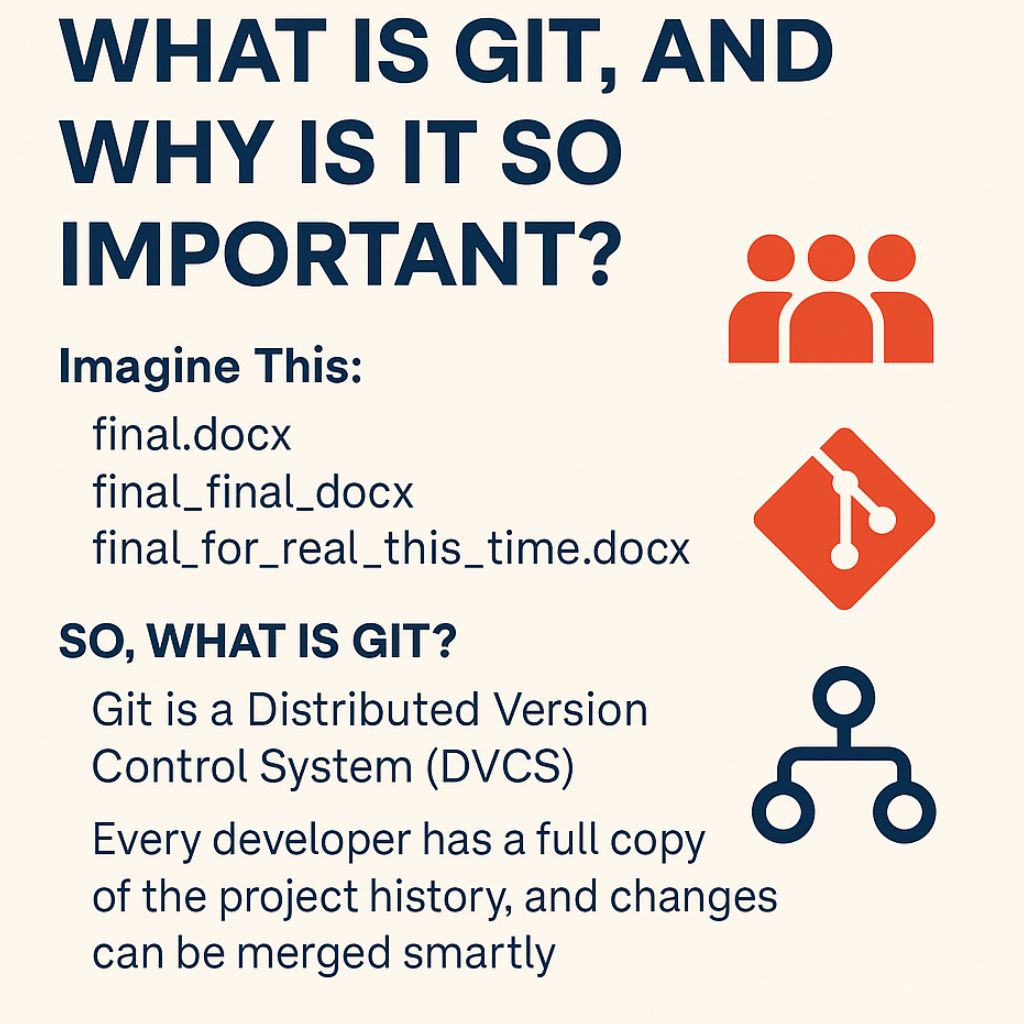 WHAT IS GIT, AND
WHY IS IT SO
IMPORTANT?
Imagine This:
final.docx
final_final_docx
final_for_real_this_time.docx
SO, WHAT IS GIT?
Git is a Distributed Version
Control System (DVCS)
Every developer has a full copy
of the project history, and changes
can be merged smartly